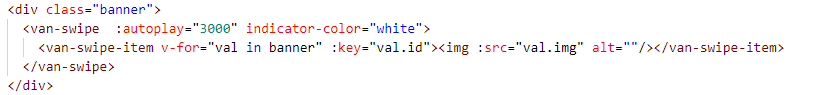 <div class="banner">
<van-swipe  :autoplay="3000" indicator-color="white">
<van-swipe-item v-for="val in banner" :key="val.id"><img :src="val.img" alt=""/></van-swipe-item>
</van-swipe>
</div>